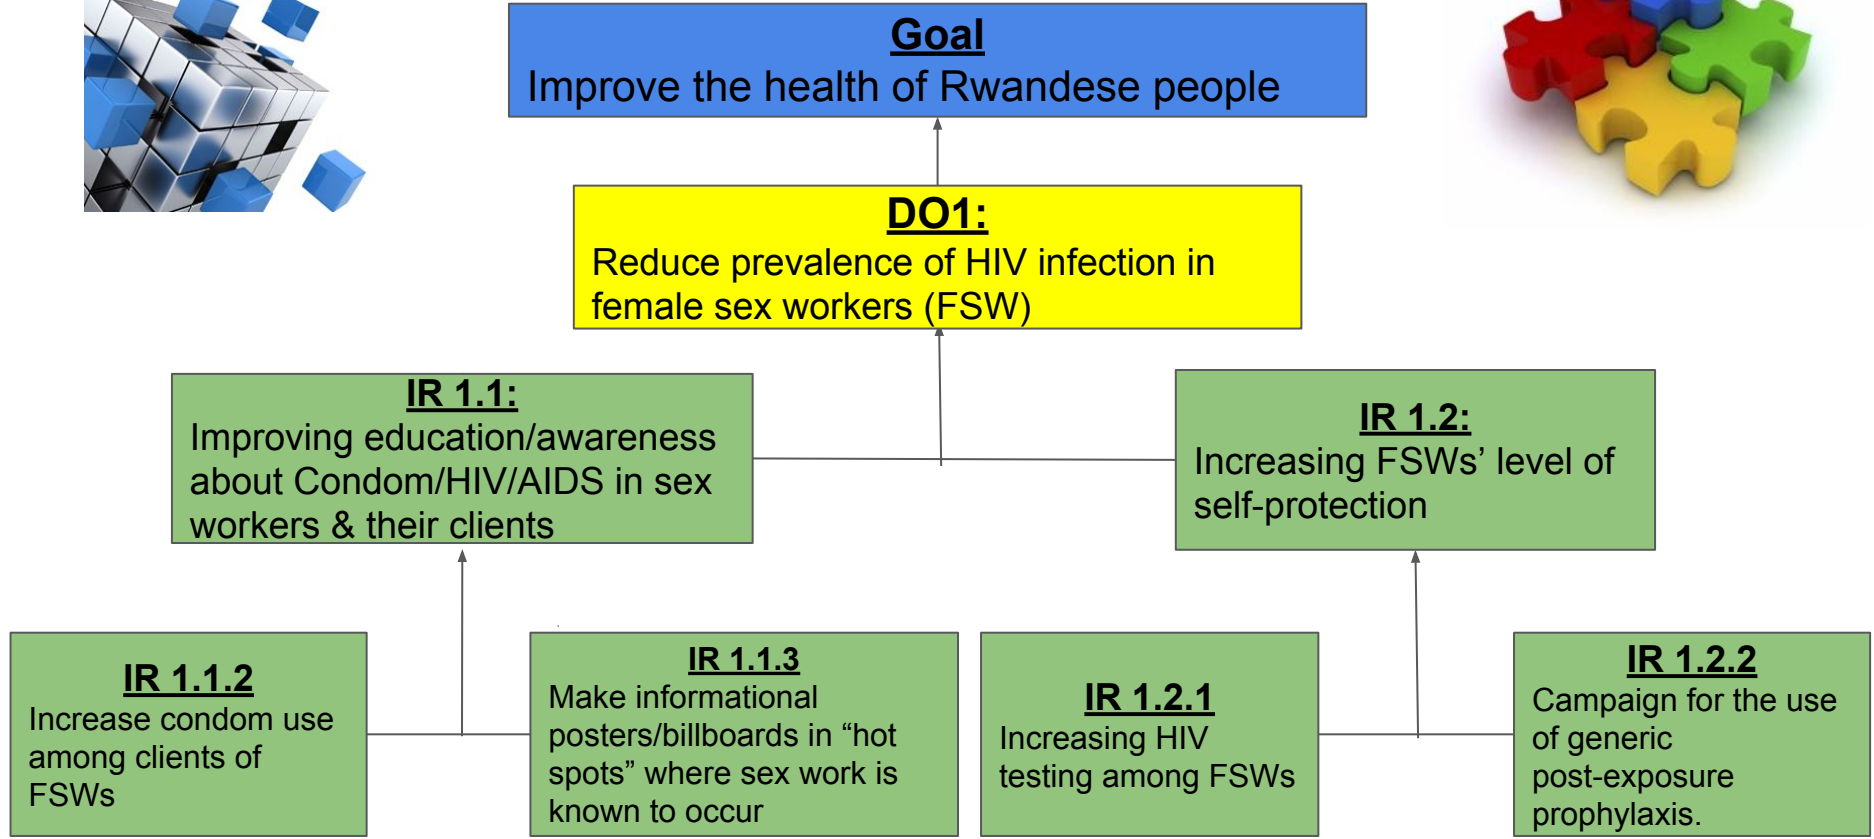 Goal
Improve the health of Rwandese people
DO1:
Reduce prevalence of HIV infection in
female sex workers (FSW)
IR 1.1:
Improving education/awareness
about Condom/HIV/AIDS in sex
workers & their clients
IR 1.2:
Increasing FSWs’ level of
self-protection
IR 1.1.2
Increase condom use
among clients of
FSWs
IR 1.1.3
Make informational
posters/billboards in “hot
spots” where sex work is
known to occur
IR 1.2.1
Increasing HIV
testing among FSWs
IR 1.2.2
Campaign for the use
of generic
post-exposure
prophylaxis.